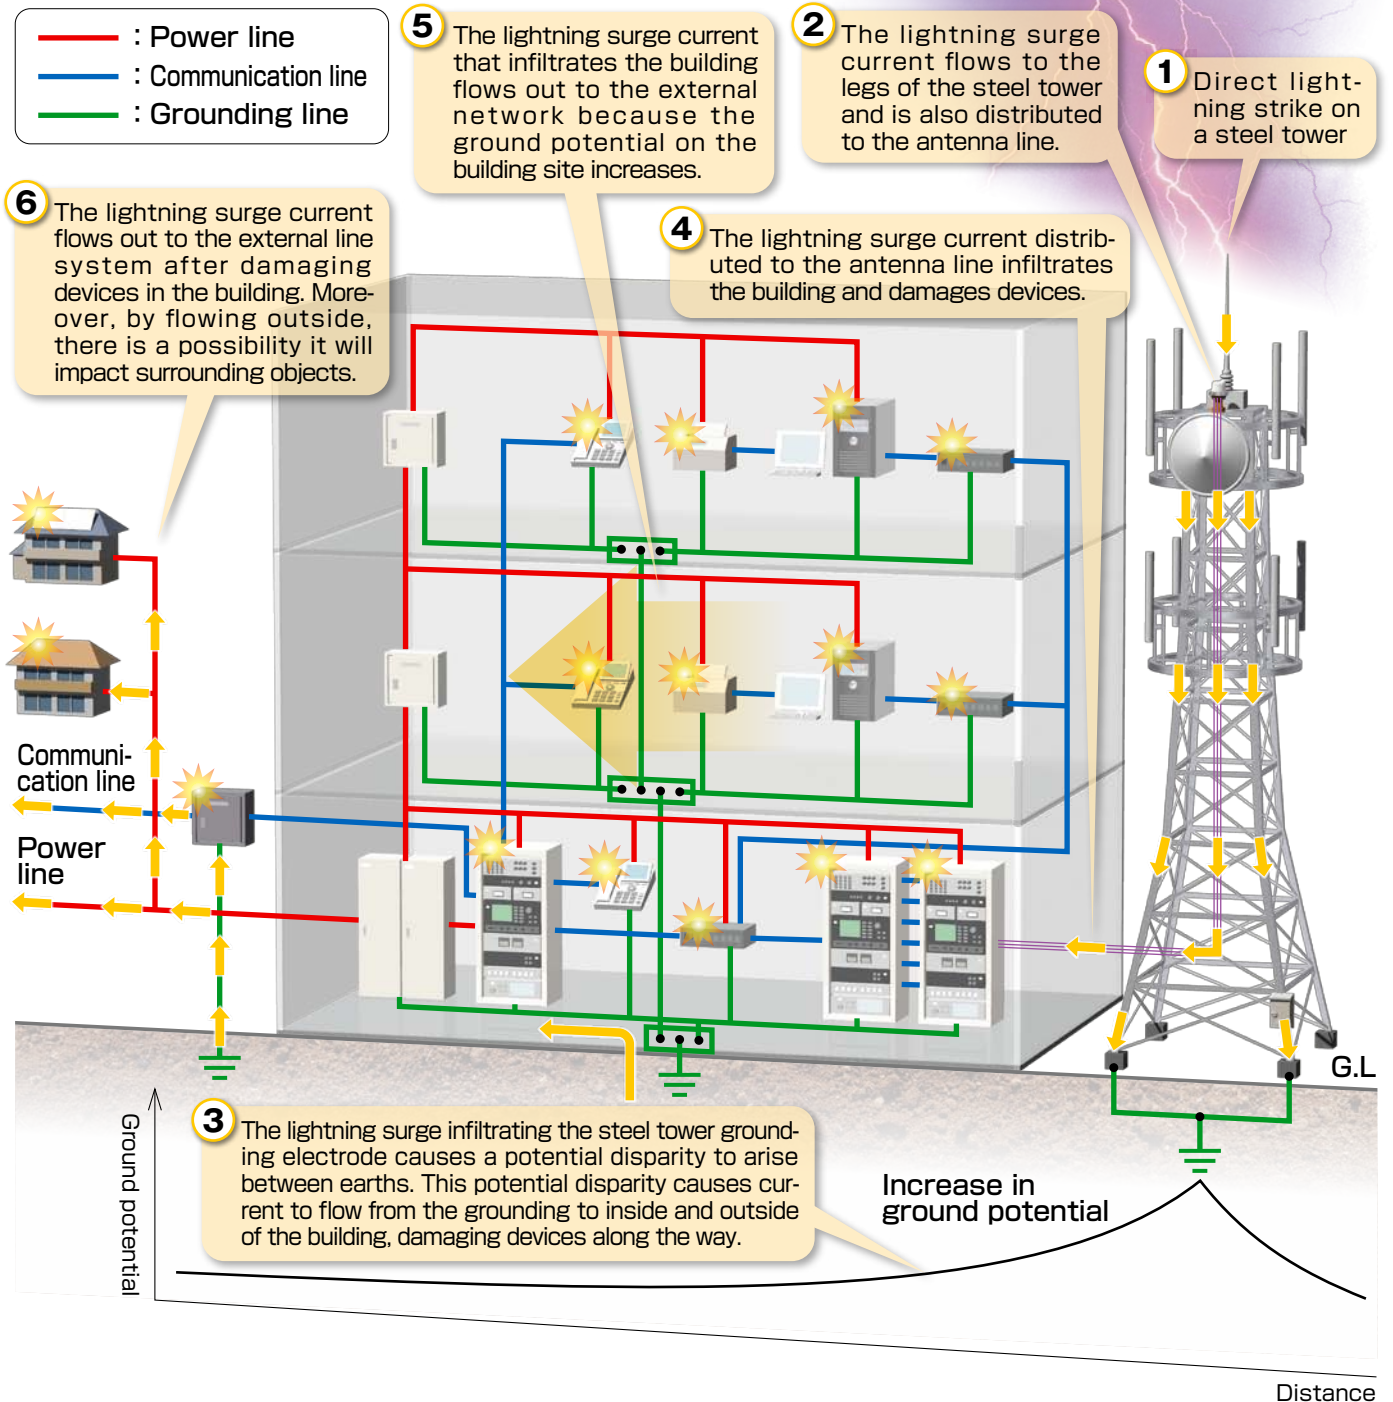 : Power line
: Communication line
: Grounding line
1
Direct light-
ning strike on
a steel tower
2
The lightning surge
current flows to the
legs of the steel tower
and is also distributed
to the antenna line.
3
The lightning surge infiltrating the steel tower ground-
ing electrode causes a potential disparity to arise
between earths. This potential disparity causes cur-
rent to flow from the grounding to inside and outside
of the building, damaging devices along the way.
4
The lightning surge current distrib-
uted to the antenna line infiltrates
the building and damages devices.
5
The lightning surge current
that infiltrates the building
flows out to the external
network because the
ground potential on the
building site increases.
6
The lightning surge current
flows out to the external line
system after damaging
devices in the building. More-
over, by flowing outside,
there is a possibility it will
impact surrounding objects.
Communi-
cation line
Power
line
G.L
Ground potential
Increase in
ground potential
Distance